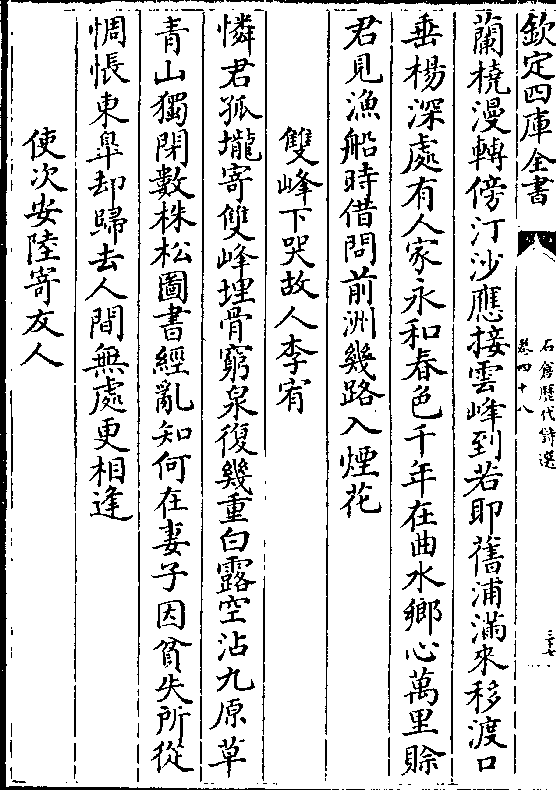 欽定四庫全書
石倉歷代詩選
卷四十八
三十七
蘭橈漫轉傍汀沙應接雲峰到若耶舊浦滿來移渡口
垂楊深處有人家永和春色千年在曲水鄉心萬里賒
君見漁船時借問前洲幾路入煙花
雙峰下哭故人李宥
憐君孤壠寄雙峰埋骨窮泉復幾重白露空沾九原草
青山獨閉數株松圖書經亂知何在妻子因貧失所從
惆悵東臯却歸去人間無處更相逢
使次安陸寄友人